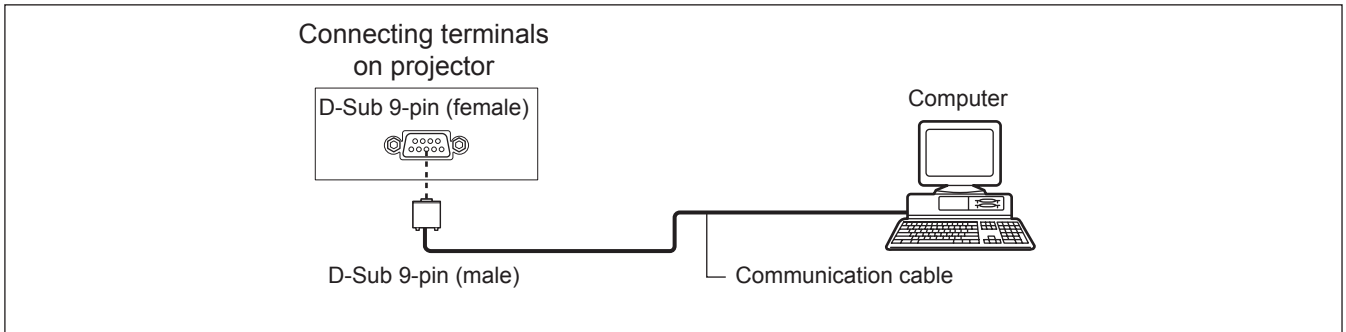 Connecting terminals
on projector
D-Sub 9-pin (female)
Computer
D-Sub 9-pin (male)
Communication cable